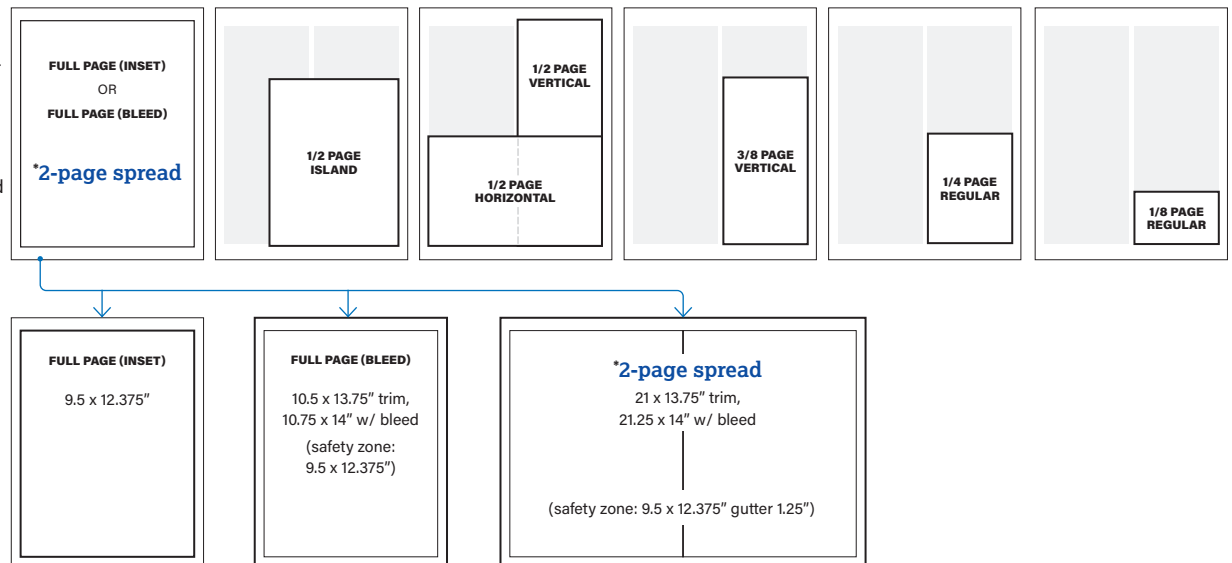 FULL PAGE (INSET)
OR
FULL PAGE (BLEED)
*2-page spread
1/2 PAGE
ISLAND
1/2 PAGE
VERTICAL
1/2 PAGE
HORIZONTAL
3/8 PAGE
VERTICAL
1/4 PAGE
REGULAR
1/8 PAGE
REGULAR
FULL PAGE (INSET)
9.5 x 12.375"
FULL PAGE (BLEED)
10.5 x 13.75" trim,
10.75 x 14" w/ bleed
(safety zone:
9.5 x 12.375")
*2-page spread
21 x 13.75" trim,
21.25 x 14" w/ bleed
(safety zone: 9.5 x 12.375" gutter 1.25")